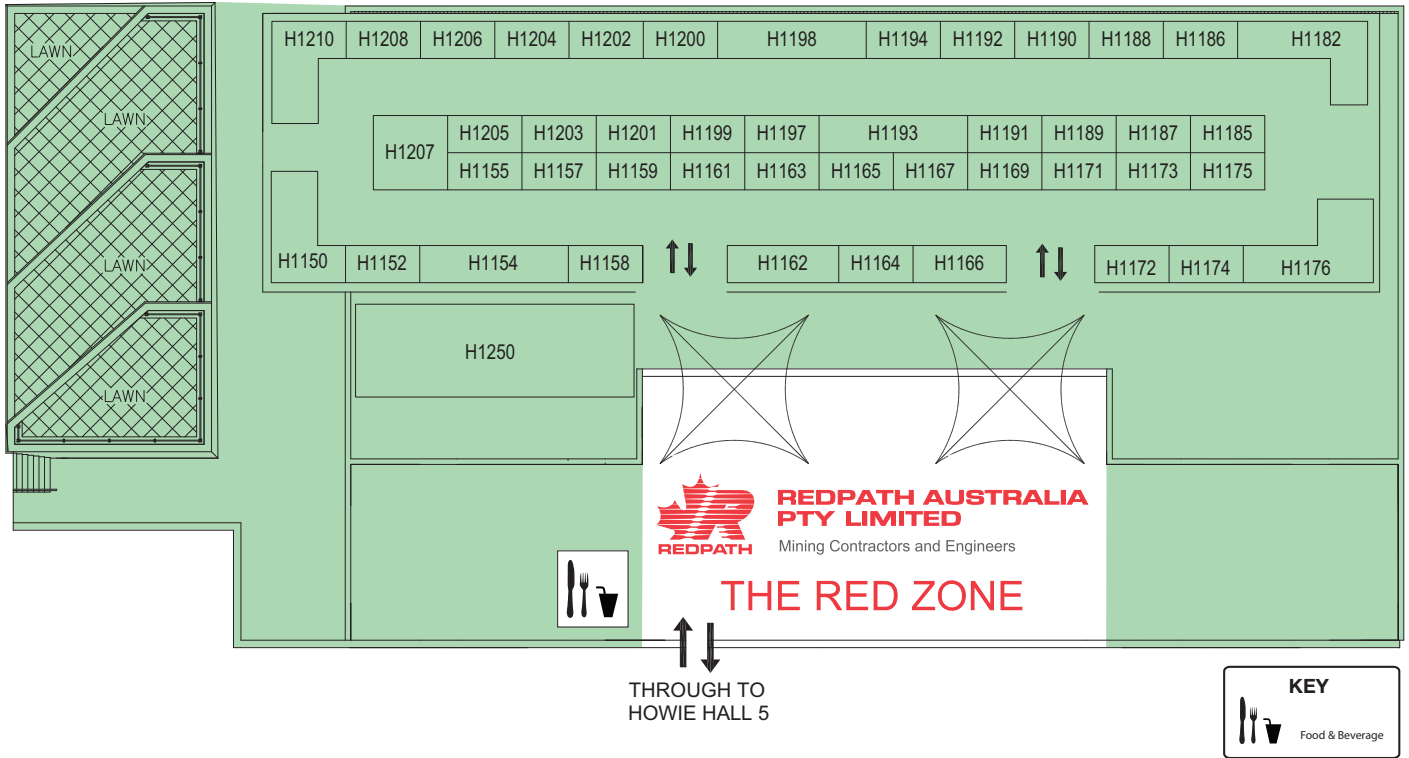 H1210 H1208 H1206 H1204 H1202 H1200 H1198 H1194 H1192 H1190 H1188 H1186 H1182
LAWN
LAWN
H1207
H1205 H1203 H1201 H1199 H1197 H1193 H1191 H1189 H1187 H1185
H1155 H1157 H1159 H1161 H1163 H1165 H1167 H1169 H1171 H1173 H1175
LAWN
H1150 H1152 H1154 H1158 H1162 H1164 H1166 H1172 H1174 H1176
H1250
LAWN
JR
REDPATH
REDPATH AUSTRALIA
PTY LIMITED
Mining Contractors and Engineers
THE RED ZONE
THROUGH TO
HOWIE HALL 5
KEY
Food & Beverage